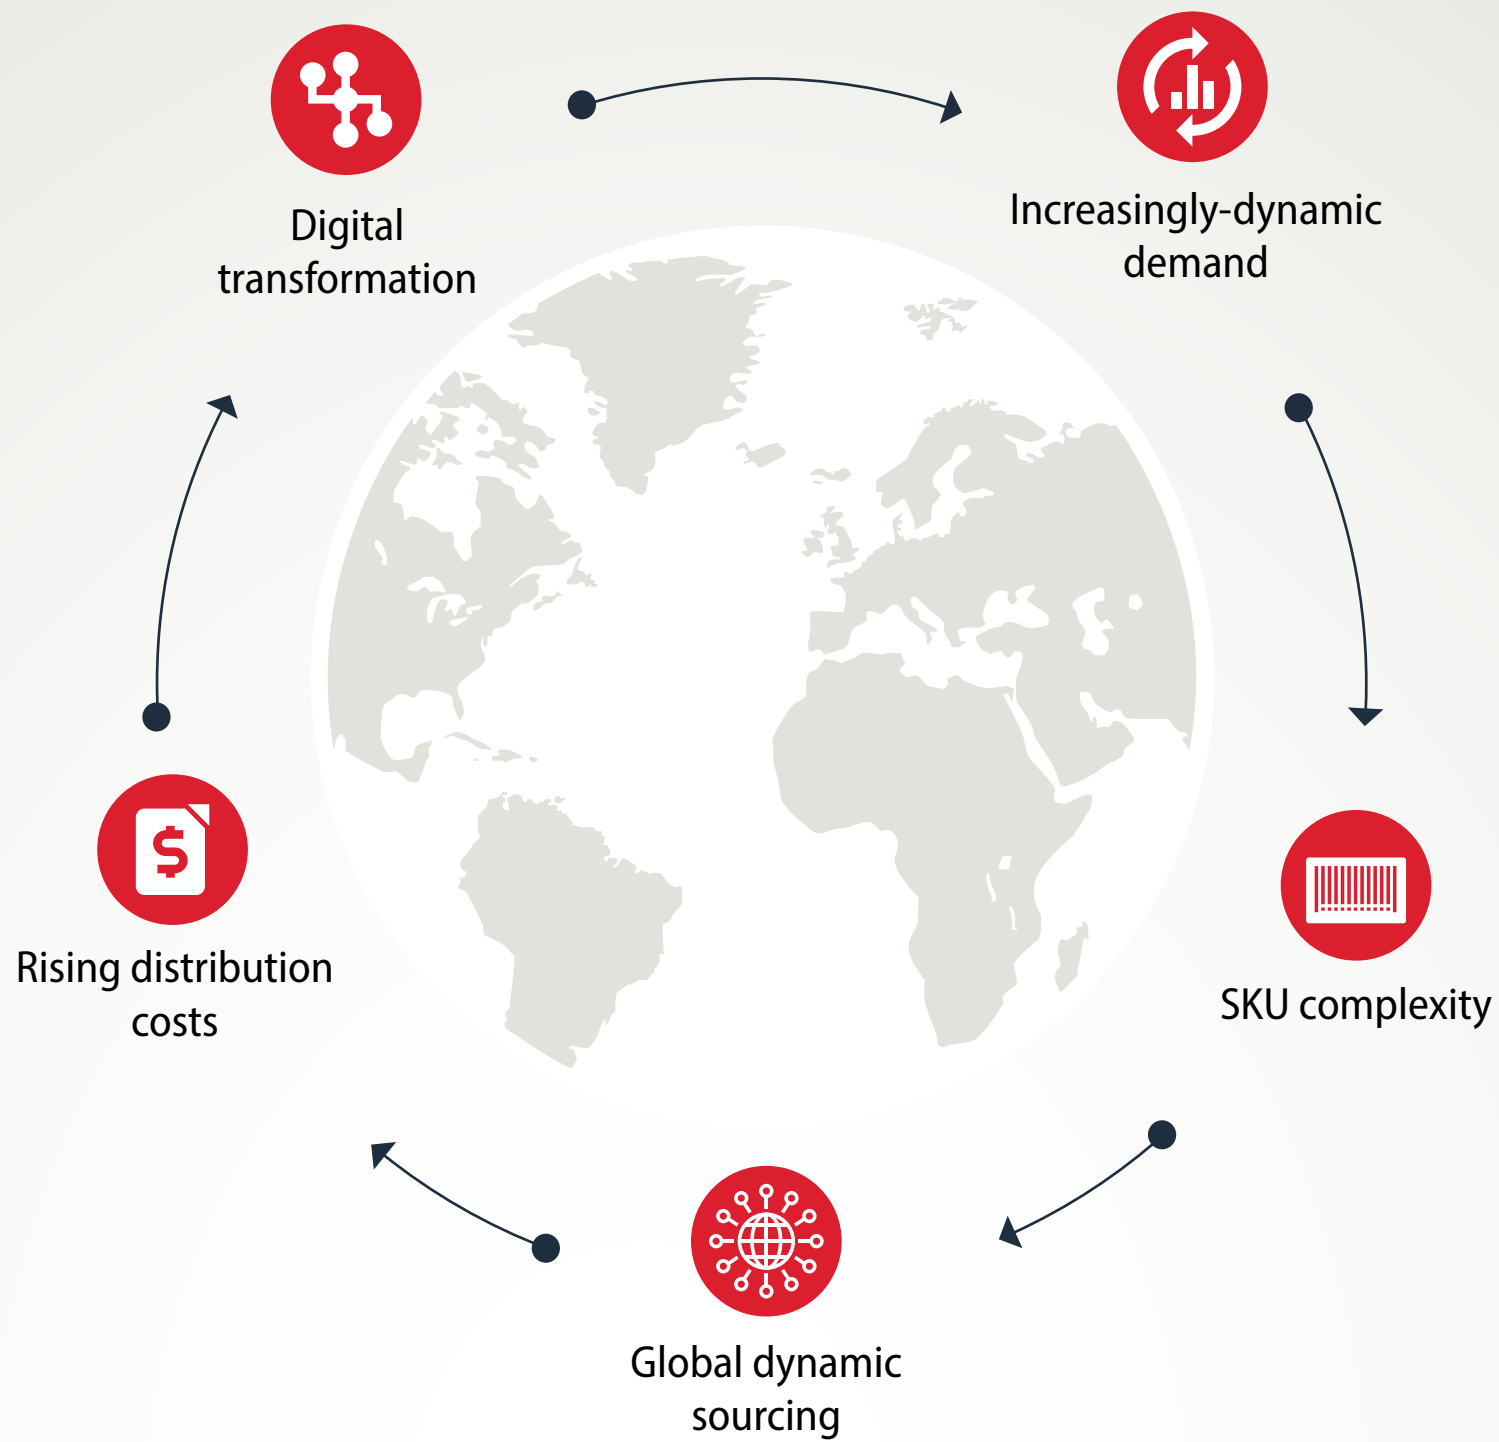 Digital
transformation
Increasingly-dynamic
demand
SKU complexity
Global dynamic
sourcing
Rising distribution
costs
$